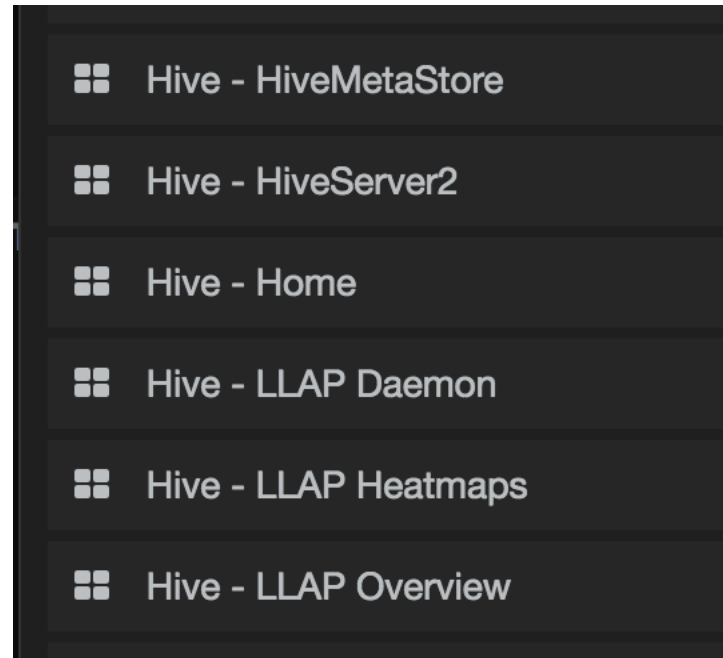 Hive - HiveMetaStore
Hive - HiveServer2
Hive - Home
Hive - LLAP Daemon
Hive - LLAP Heatmaps
Hive - LLAP Overview